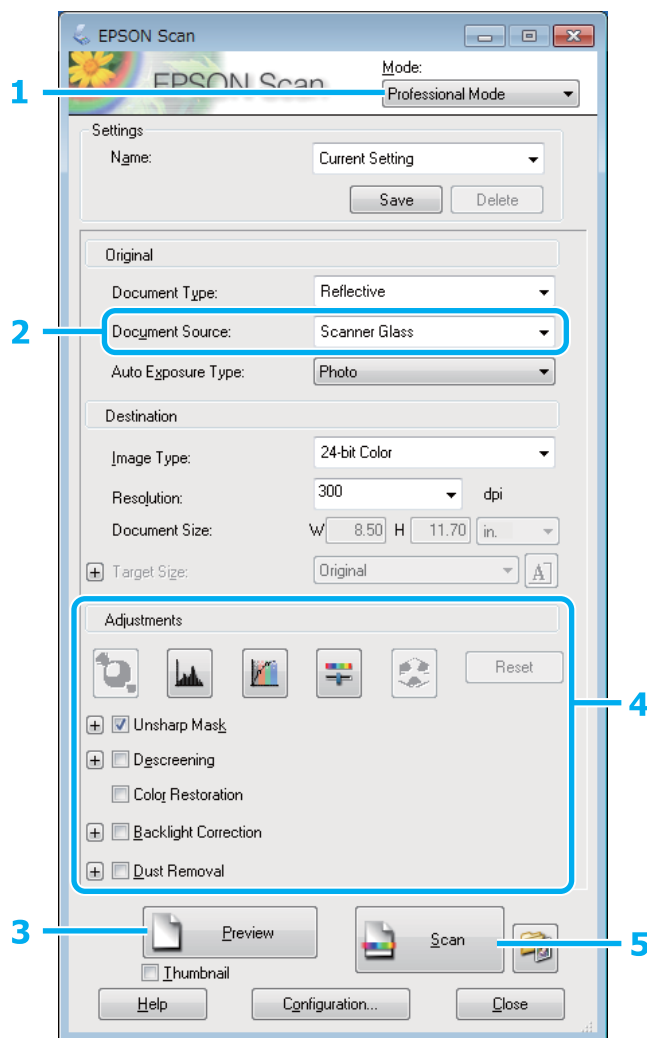 EPSON Scan
EPSON Scan
Mode:
1
Professional Mode
Settings
Name:
Current Setting
Save
Delete
Original
Document Type:
Reflective
2
Document Source:
Scanner Glass
Auto Exposure Type:
Photo
Destination
Image Type:
24-bit Color
Resolution:
300
dpi
Document Size:
W 8.50 H 11.70 in.
Target Size:
Original
A
Adjustments
Reset
4
Unsharp Mask
Descreening
Color Restoration
Backlight Correction
Dust Removal
3
Preview
Scan
5
Thumbnail
Help
Configuration...
Close